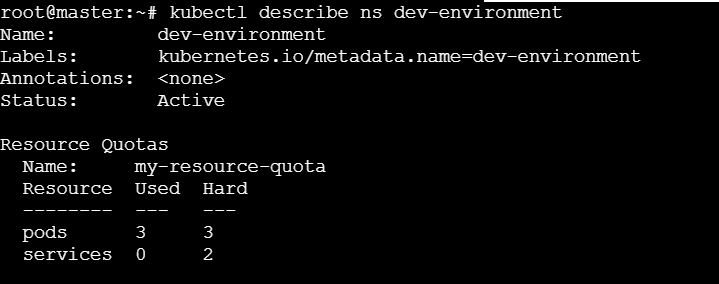 root@master:~# kubectl describe ns dev-environment
Name:         dev-environment
Labels:       kubernetes.io/metadata.name=dev-environment
Annotations:  <none>
Status:       Active

Resource Quotas
  Name:     my-resource-quota
  Resource  Used  Hard
  --------  ---   ---
  pods      3     3
  services  0     2